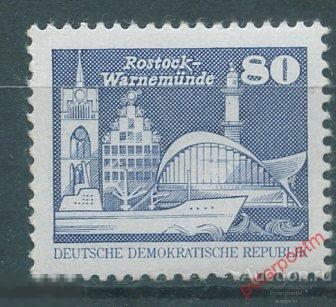 Rostock-
Warnemünde
80
DEUTSCHE DEMOKRATISCHE REPUBLIK